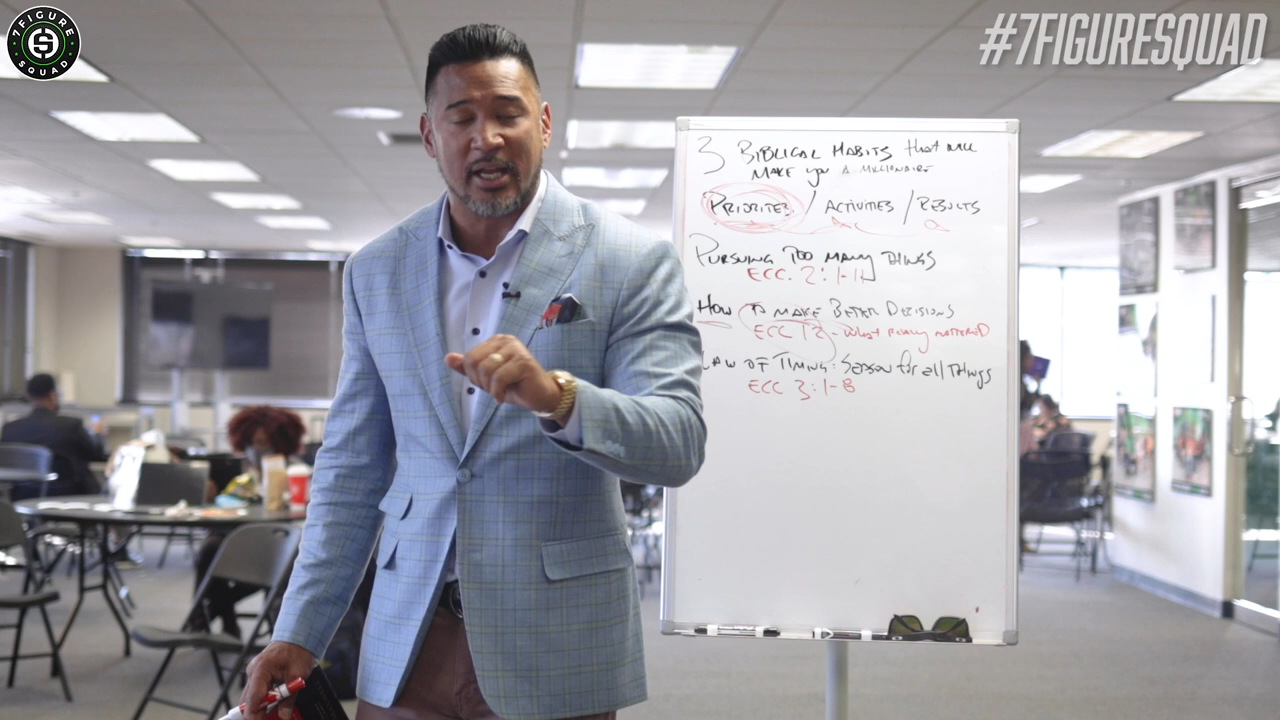 7FIGURE
$
SQUAD
#7FIGURESQUAD
3 BIBLICAL HABITS that will
MAKE you A MILLIONAIRE
PRIORITIES / ACTIVITIES / RESULTS
PURSUING TOO MANY THINGS
ECC. 2:1-11
HOW TO MAKE BETTER DECISIONS
ECC 12 - what really mattered
LAW OF TIMING: SEASON for all THINGS
ECC 3:1-8